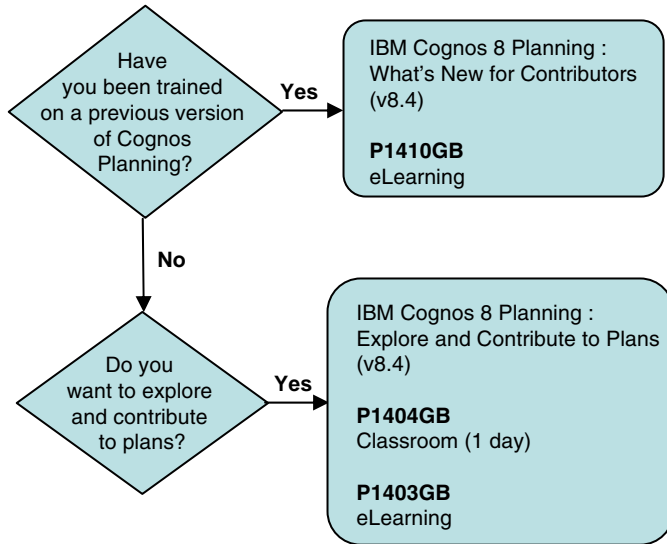 Have
you been trained
on a previous version
of Cognos
Planning?
Yes
IBM Cognos 8 Planning :
What's New for Contributors
(v8.4)
P1410GB
eLearning
No
Do you
want to explore
and contribute
to plans?
Yes
IBM Cognos 8 Planning :
Explore and Contribute to Plans
(v8.4)
P1404GB
Classroom (1 day)
P1403GB
eLearning